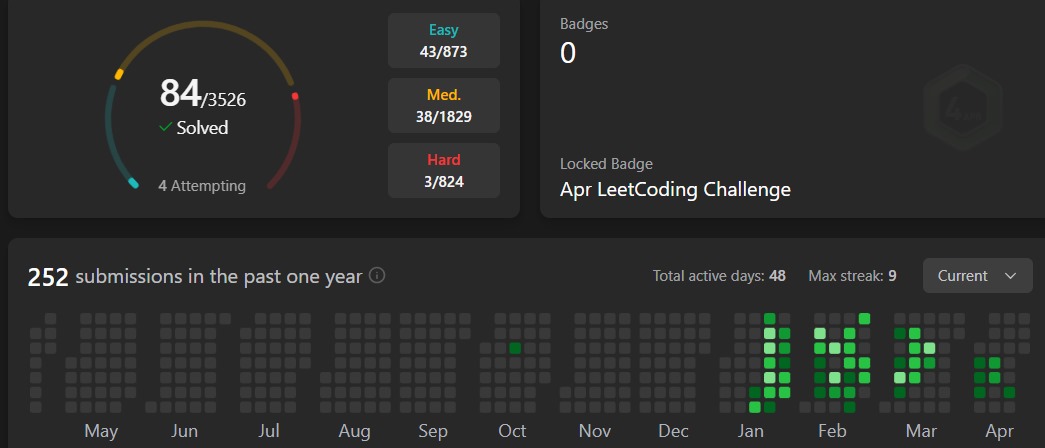 84/3526
Solved
4 Attempting
Easy
43/873
Med.
38/1829
Hard
3/824
Badges
0
Locked Badge
Apr LeetCoding Challenge
252 submissions in the past one year
Total active days: 48
Max streak: 9
Current
May Jun Jul Aug Sep Oct Nov Dec Jan Feb Mar Apr